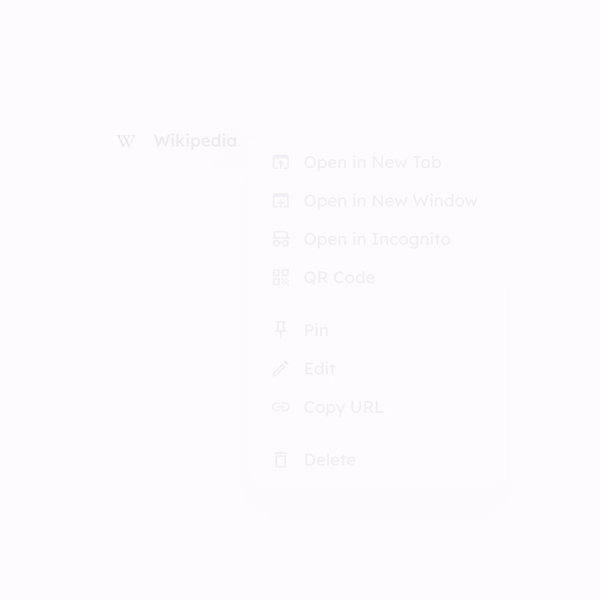 W Wikipedia
Open in New Tab
Open in New Window
Open in Incognito
QR Code
Pin
Edit
Copy URL
Delete